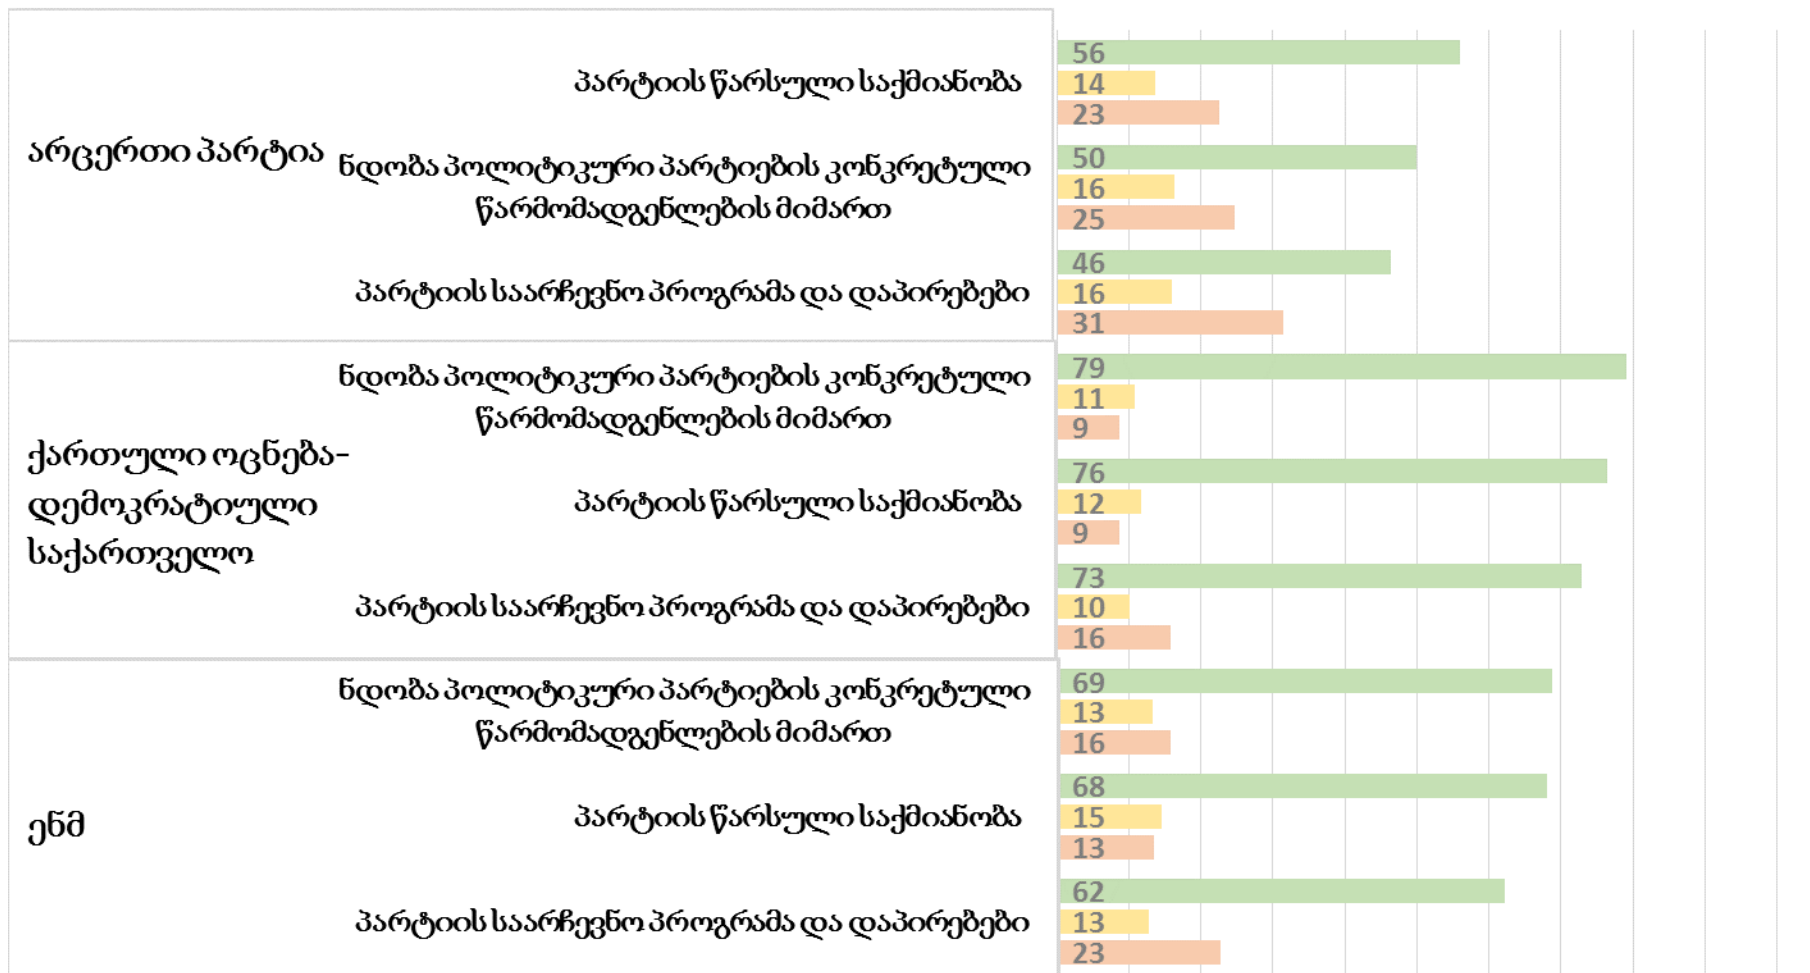 არცერთი პარტია
პარტიის წარსული საქმიანობა
56
14
23
ნდობა პოლიტიკური პარტიების კონკრეტული
წარმომადგენლების მიმართ
50
16
25
პარტიის საარჩევნო პროგრამა და დაპირებები
46
16
31
ქართული ოცნება-
დემოკრატიული
საქართველო
ნდობა პოლიტიკური პარტიების კონკრეტული
წარმომადგენლების მიმართ
79
11
9
პარტიის წარსული საქმიანობა
76
12
9
პარტიის საარჩევნო პროგრამა და დაპირებები
73
10
16
ენმ
ნდობა პოლიტიკური პარტიების კონკრეტული
წარმომადგენლების მიმართ
69
13
16
პარტიის წარსული საქმიანობა
68
15
13
პარტიის საარჩევნო პროგრამა და დაპირებები
62
13
23